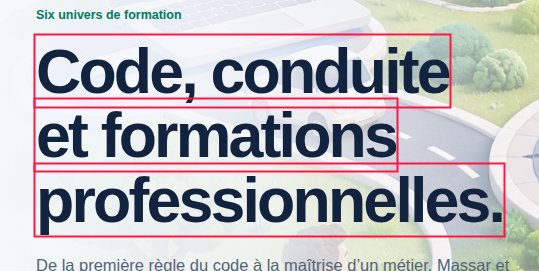 Six univers de formation
Code, conduite
et formations
professionnelles.
De la première règle du code à la maîtrise d’un métier, Massar et